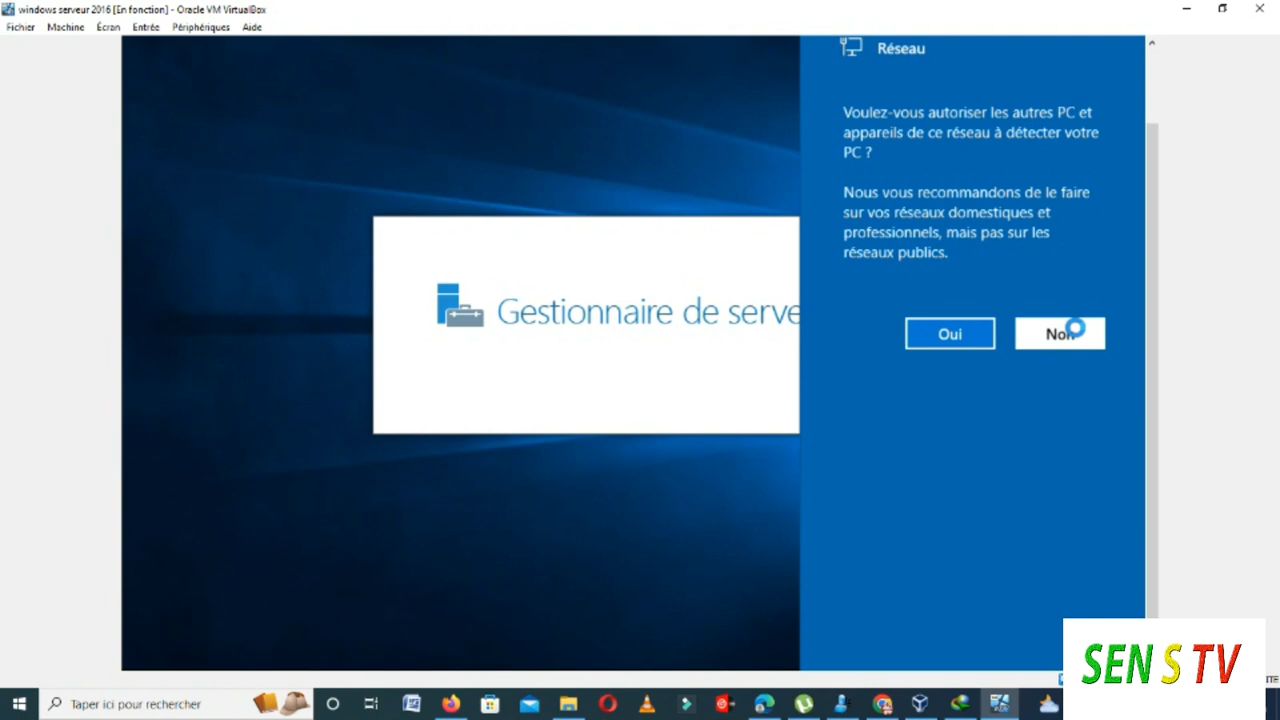 windows serveur 2016 [En fonction] - Oracle VM VirtualBox
Fichier Machine Écran Entrée Périphériques Aide
Réseau
Voulez-vous autoriser les autres PC et
appareils de ce réseau à détecter votre
PC ?
Nous vous recommandons de le faire
sur vos réseaux domestiques et
professionnels, mais pas sur les
réseaux publics.
Gestionnaire de serve
Oui Non
SEN S TV
Taper ici pour rechercher